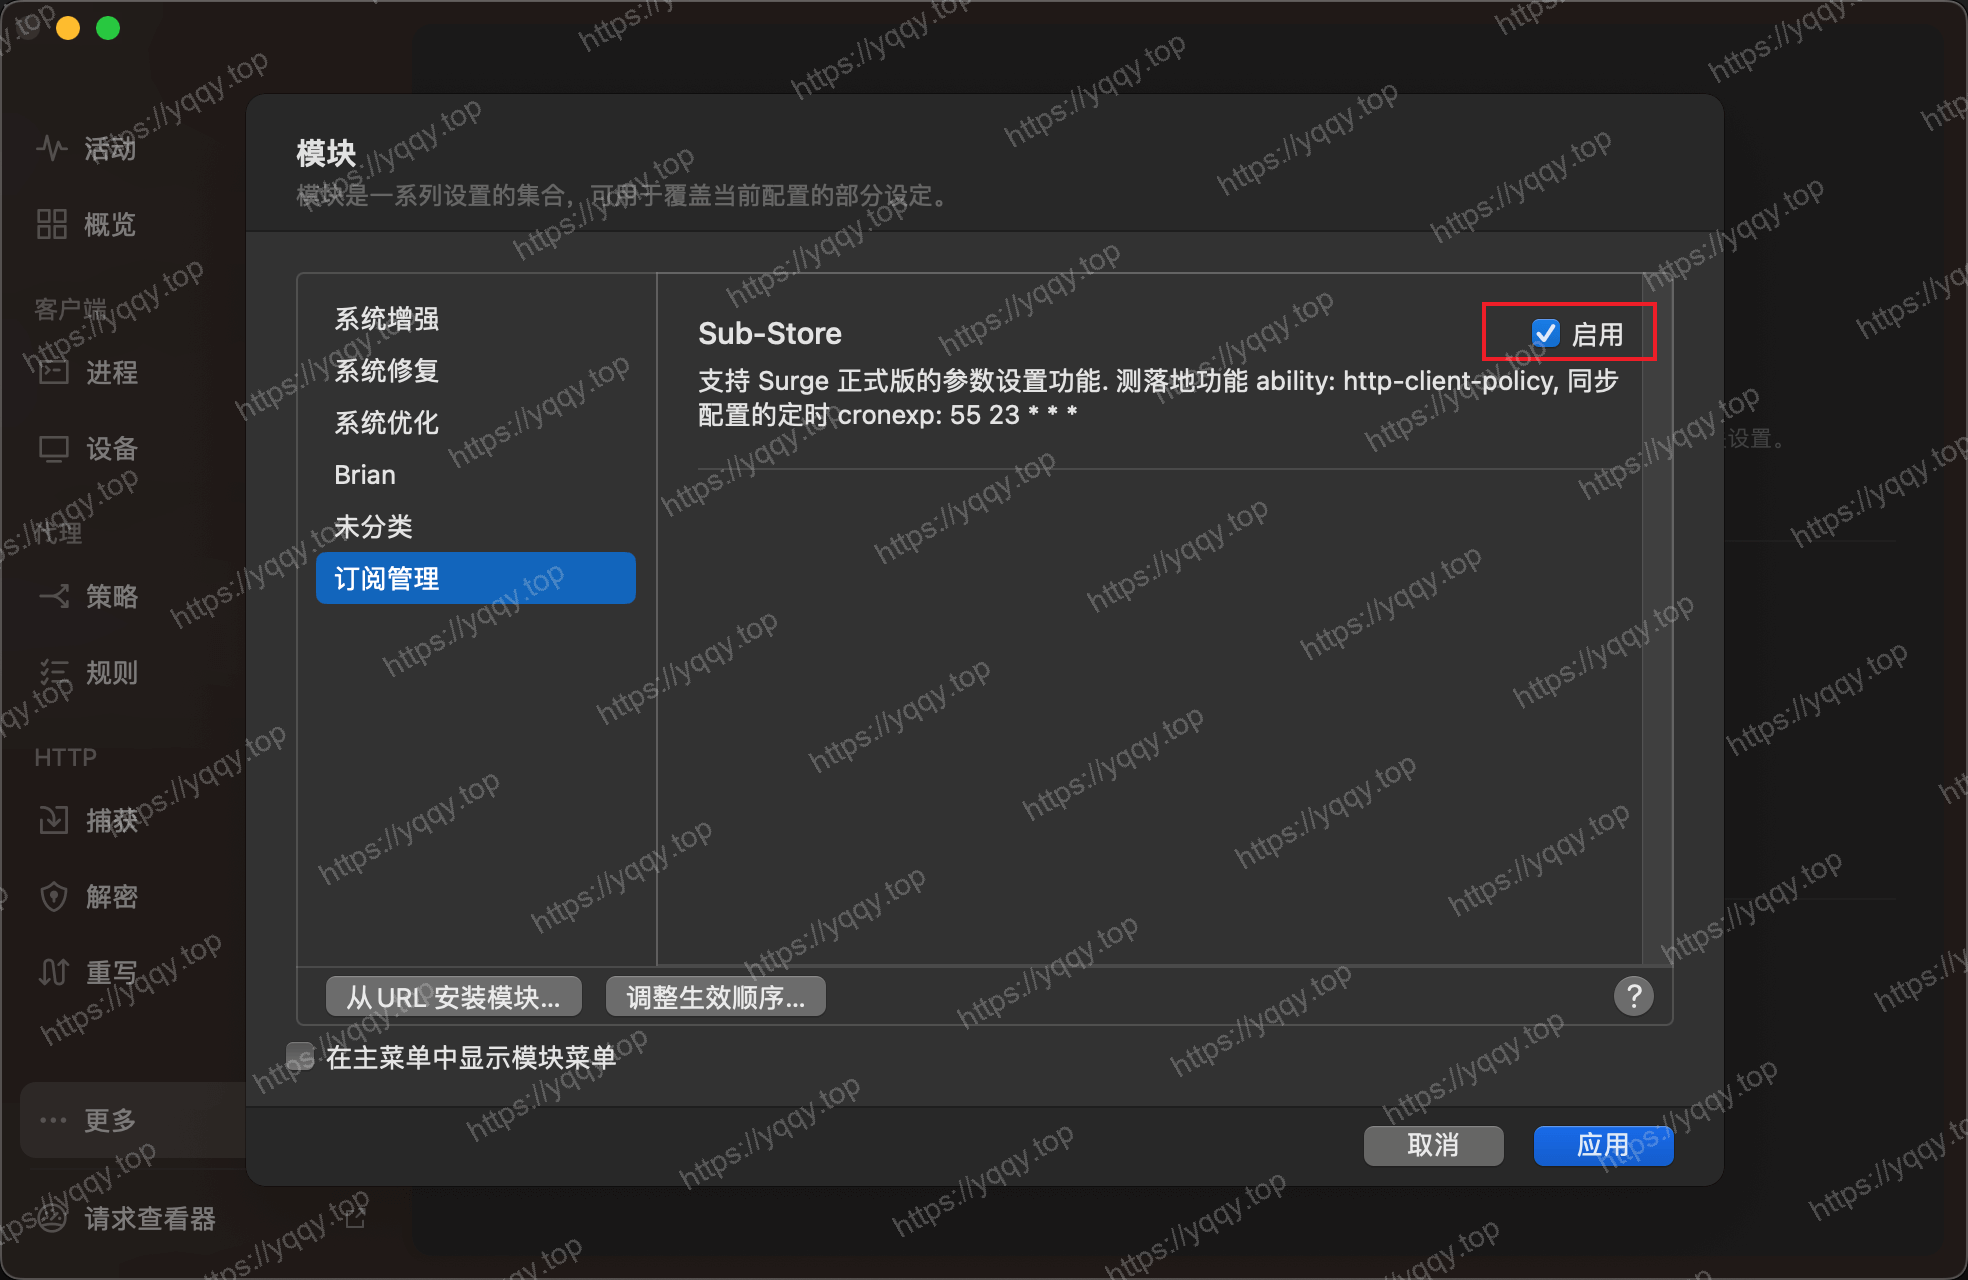 活动
概览
客户端
进程
设备
代理
策略
规则
HTTP
捕获
解密
重写
更多
请求查看器
模块
模块是一系列设置的集合，可用于覆盖当前配置的部分设定。
系统增强
系统修复
系统优化
Brian
未分类
订阅管理
Sub-Store
启用
支持 Surge 正式版的参数设置功能. 测落地功能 ability: http-client-policy, 同步
配置的定时 cronexp: 55 23 * * *
设置。
从 URL 安装模块...
调整生效顺序...
?
在主菜单中显示模块菜单
取消
应用
https://yqqy.top